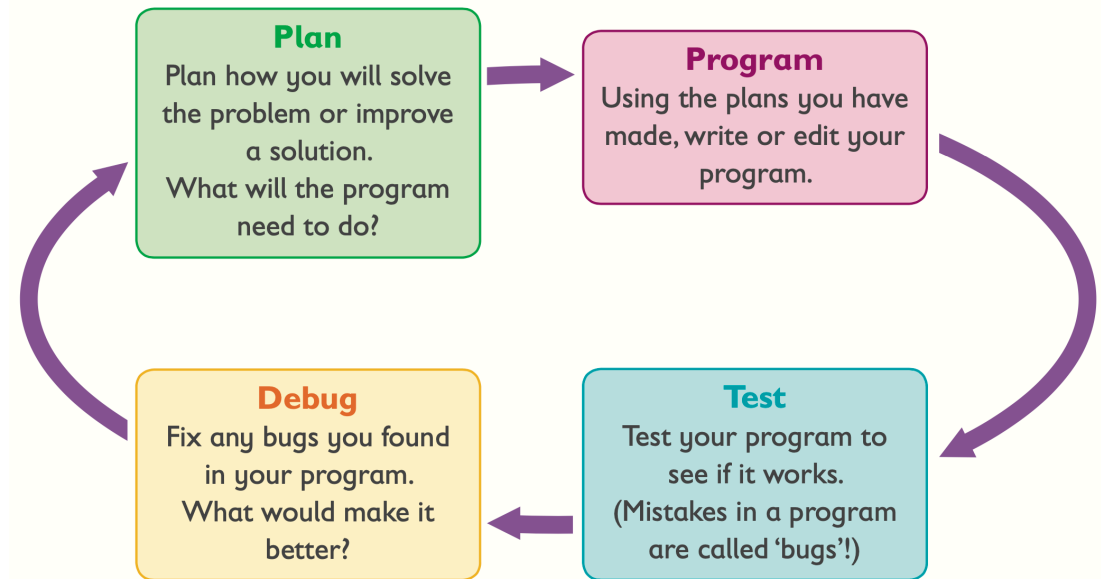 Plan
Plan how you will solve
the problem or improve
a solution.
What will the program
need to do?
Program
Using the plans you have
made, write or edit your
program.
Test
Test your program to
see if it works.
(Mistakes in a program
are called ‘bugs’!)
Debug
Fix any bugs you found
in your program.
What would make it
better?